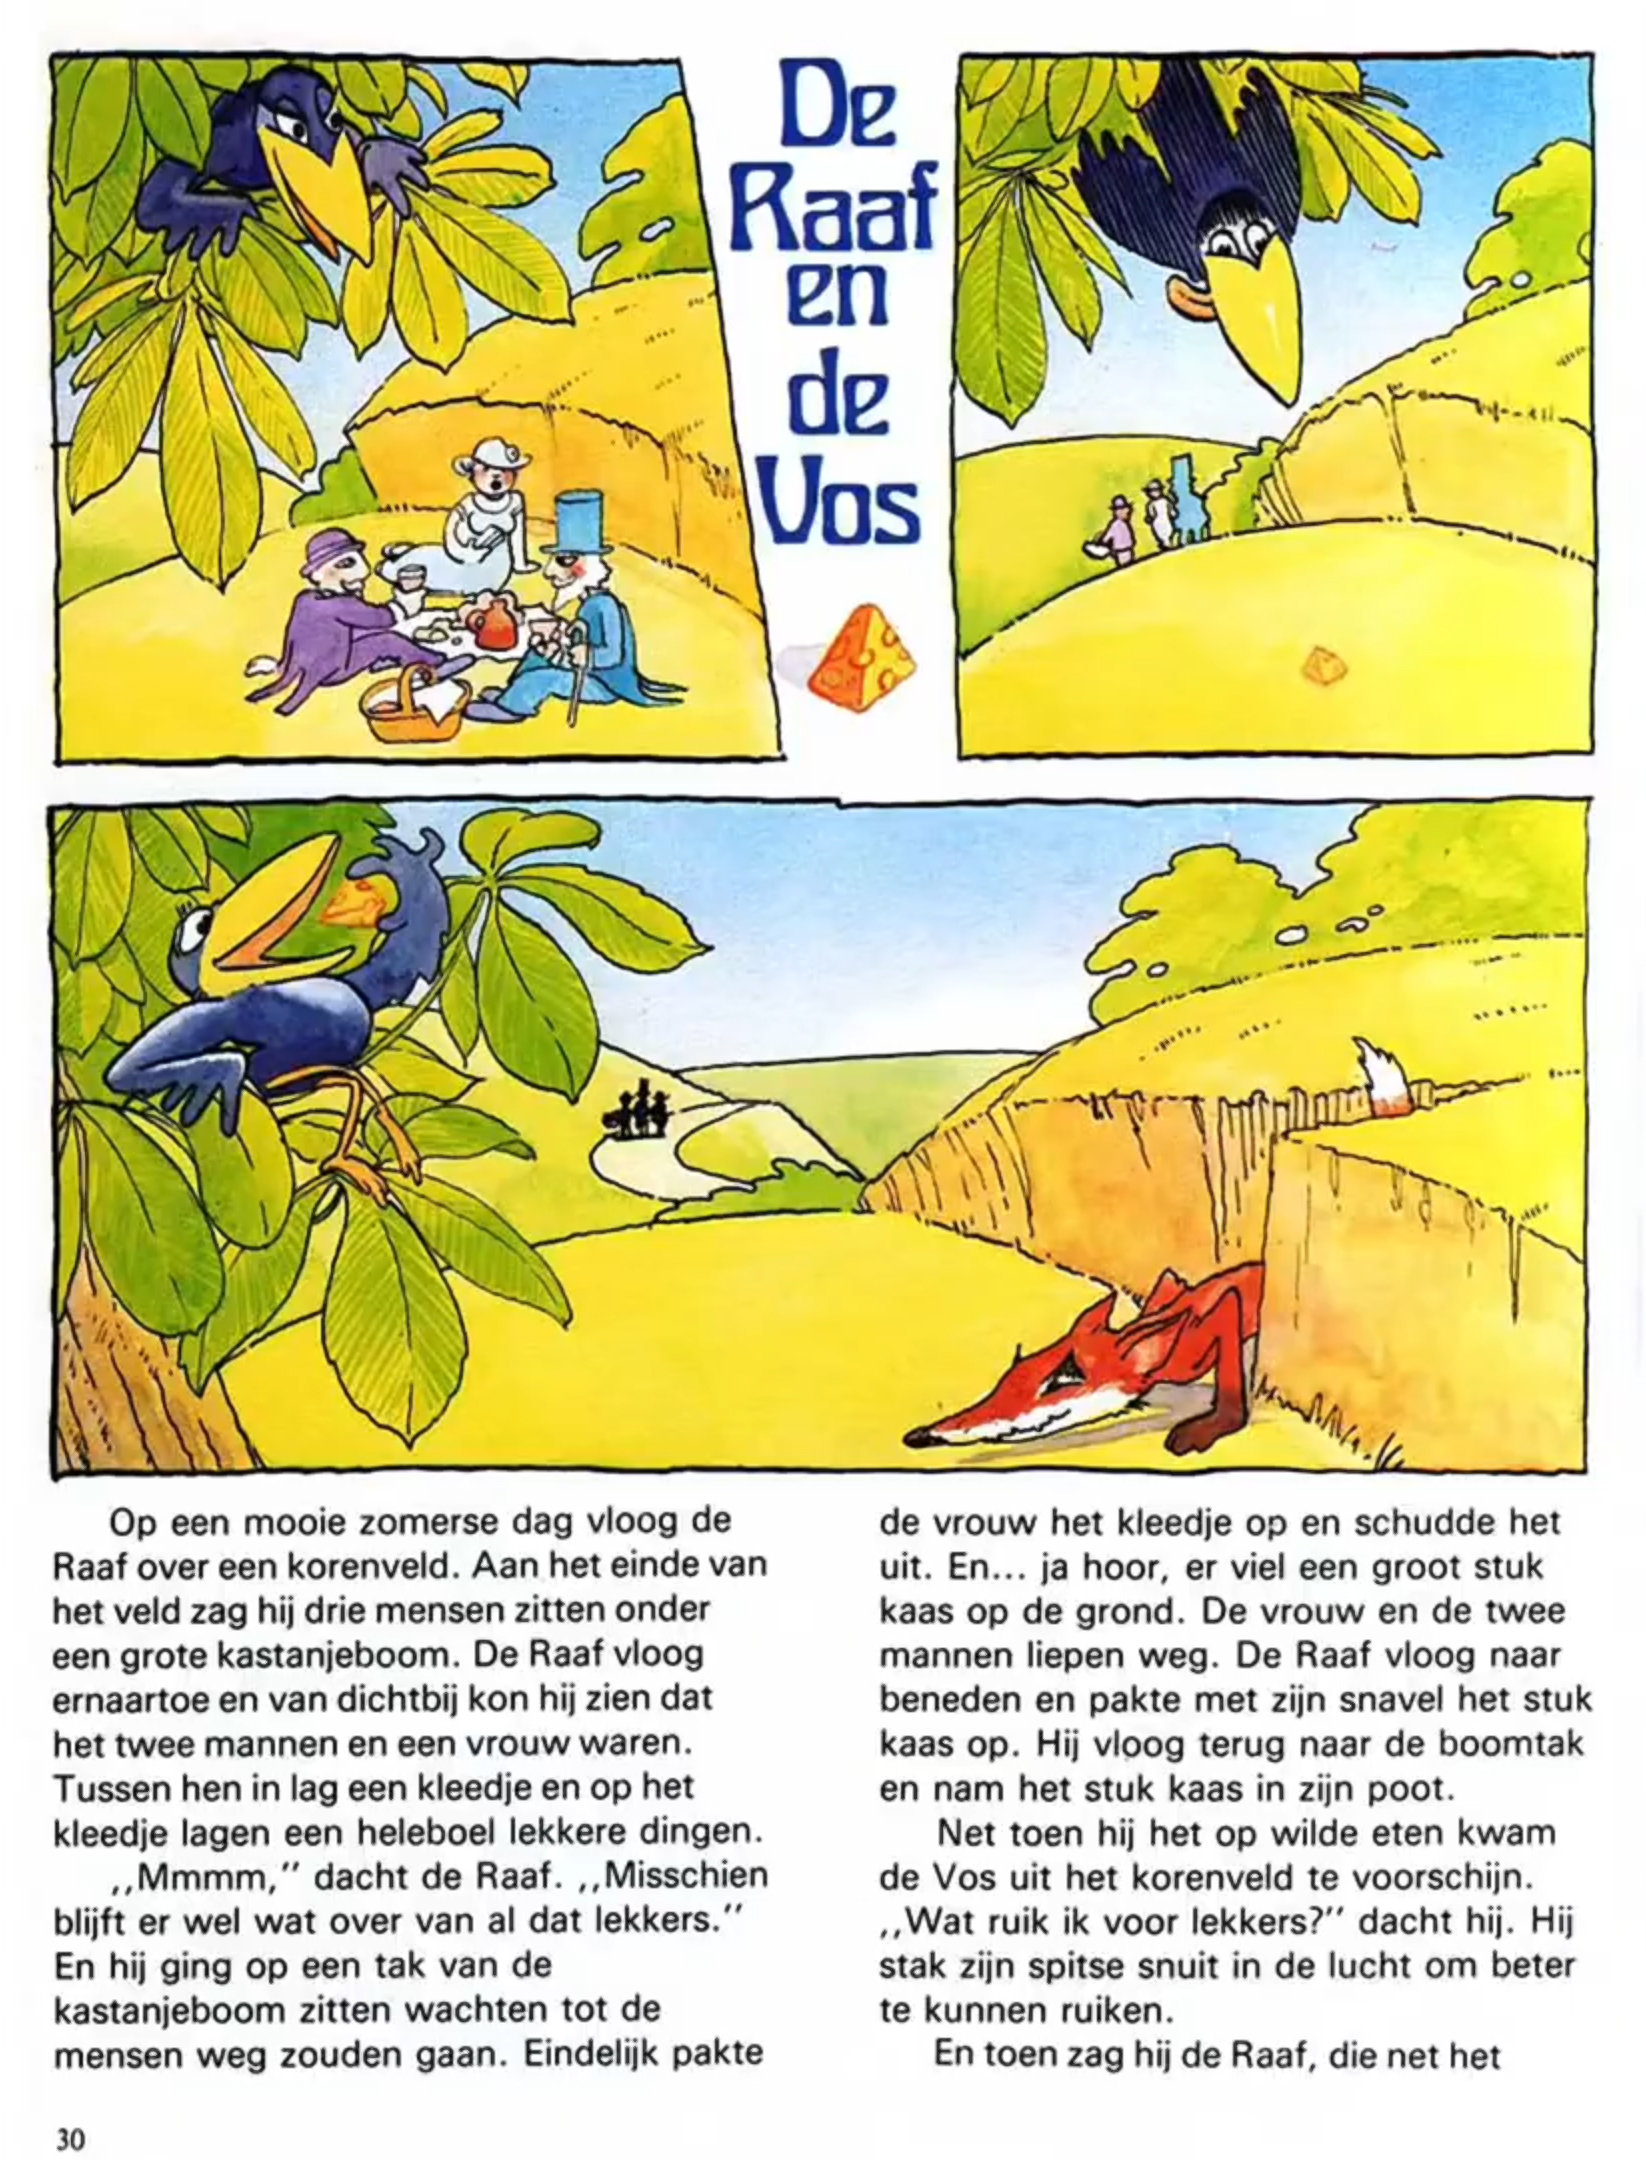 De
Raaf
en
de
Vos
Op een mooie zomerse dag vloog de
Raaf over een korenveld. Aan het einde van
het veld zag hij drie mensen zitten onder
een grote kastanjeboom. De Raaf vloog
ernaartoe en van dichtbij kon hij zien dat
het twee mannen en een vrouw waren.
Tussen hen in lag een kleedje en op het
kleedje lagen een heleboel lekkere dingen.
,,Mmmm,'' dacht de Raaf. ,,Misschien
blijft er wel wat over van al dat lekkers.''
En hij ging op een tak van de
kastanjeboom zitten wachten tot de
mensen weg zouden gaan. Eindelijk pakte
de vrouw het kleedje op en schudde het
uit. En... ja hoor, er viel een groot stuk
kaas op de grond. De vrouw en de twee
mannen liepen weg. De Raaf vloog naar
beneden en pakte met zijn snavel het stuk
kaas op. Hij vloog terug naar de boomtak
en nam het stuk kaas in zijn poot.
Net toen hij het op wilde eten kwam
de Vos uit het korenveld te voorschijn.
,,Wat ruik ik voor lekkers?'' dacht hij. Hij
stak zijn spitse snuit in de lucht om beter
te kunnen ruiken.
En toen zag hij de Raaf, die net het
30